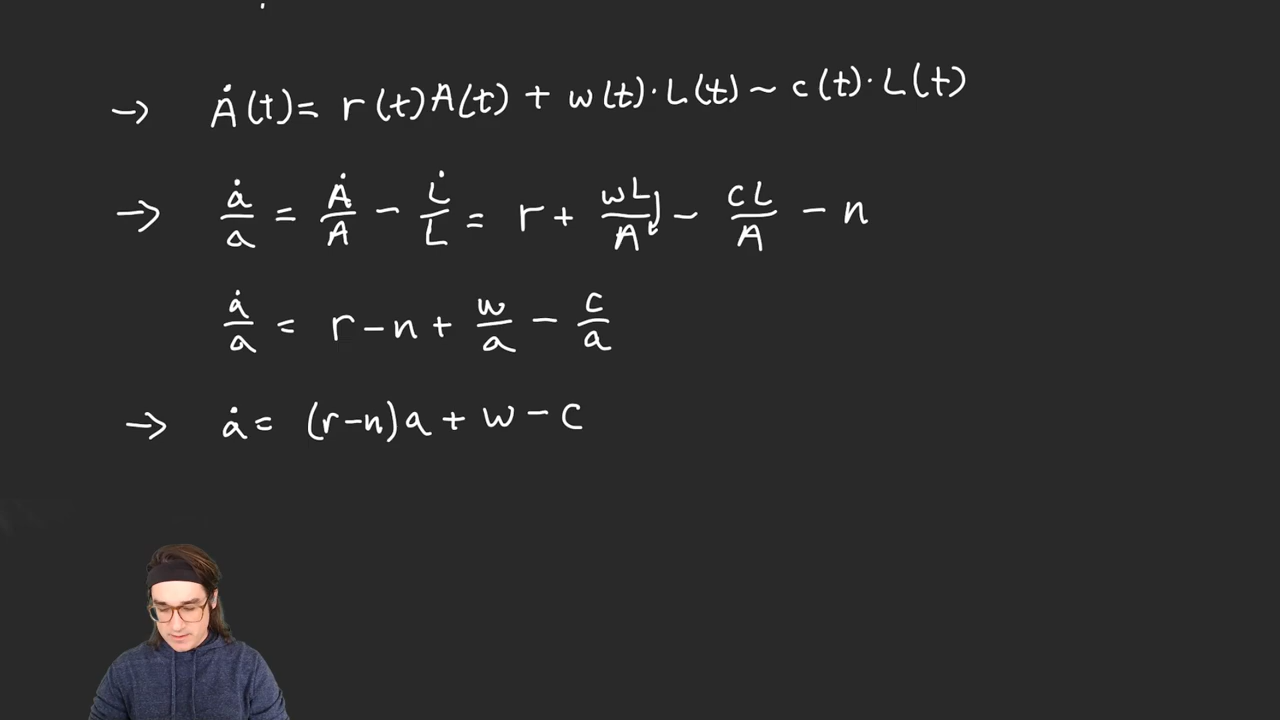 → Ȧ(t) = r(t)A(t) + w(t)·L(t) − c(t)·L(t)
→ ȧ/a = Ȧ/A − L̇/L = r + wL/A − cL/A − n
ȧ/a = r − n + w/a − c/a
→ ȧ = (r−n)a + w − c